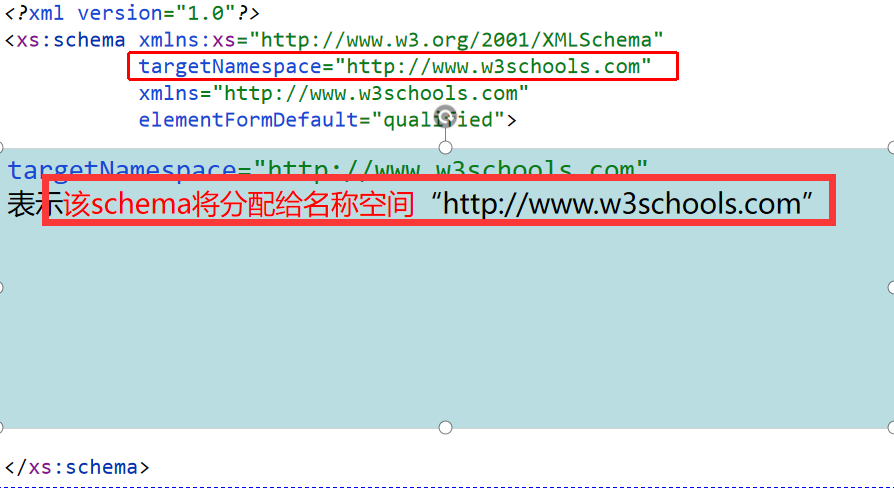 <?xml version="1.0"?>
<xs:schema xmlns:xs="http://www.w3.org/2001/XMLSchema"
targetNamespace="http://www.w3schools.com"
xmlns="http://www.w3schools.com"
elementFormDefault="qualified">
targetNamespace="http://www.w3schools.com"
表示该schema将分配给名称空间“http://www.w3schools.com”
</xs:schema>